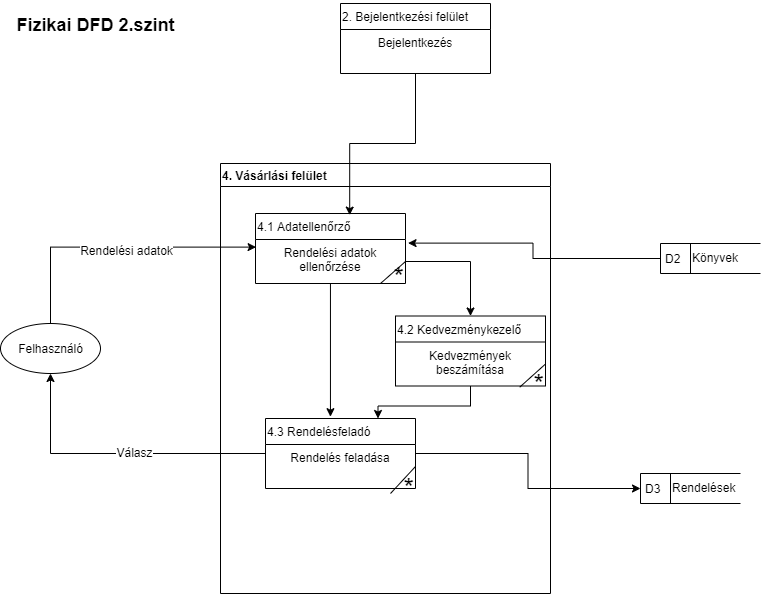 Fizikai DFD 2.szint
2. Bejelentkezési felület
Bejelentkezés
4. Vásárlási felület
4.1 Adatellenőrző
Rendelési adatok
ellenőrzése
*
Rendelési adatok
D2
Könyvek
4.2 Kedvezménykezelő
Kedvezmények
beszámítása
*
Felhasználó
4.3 Rendelésfeladó
Rendelés feladása
*
Válasz
D3
Rendelések